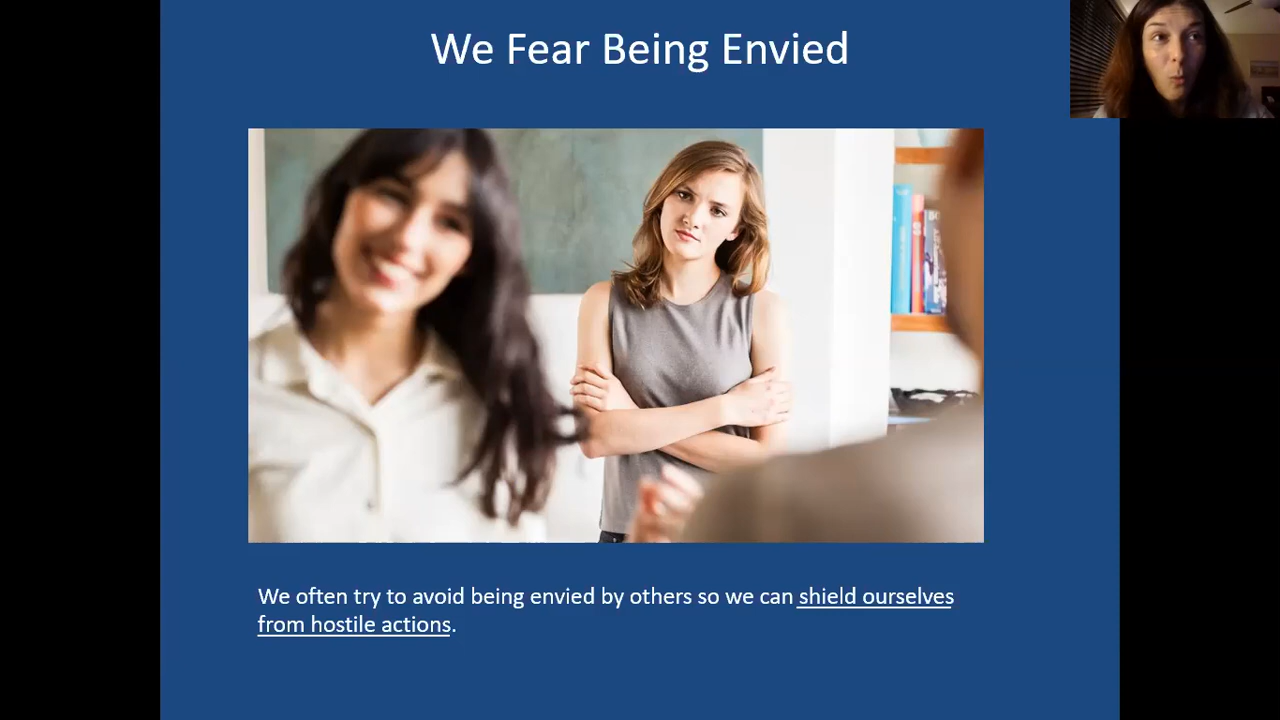 We Fear Being Envied
We often try to avoid being envied by others so we can shield ourselves
from hostile actions.